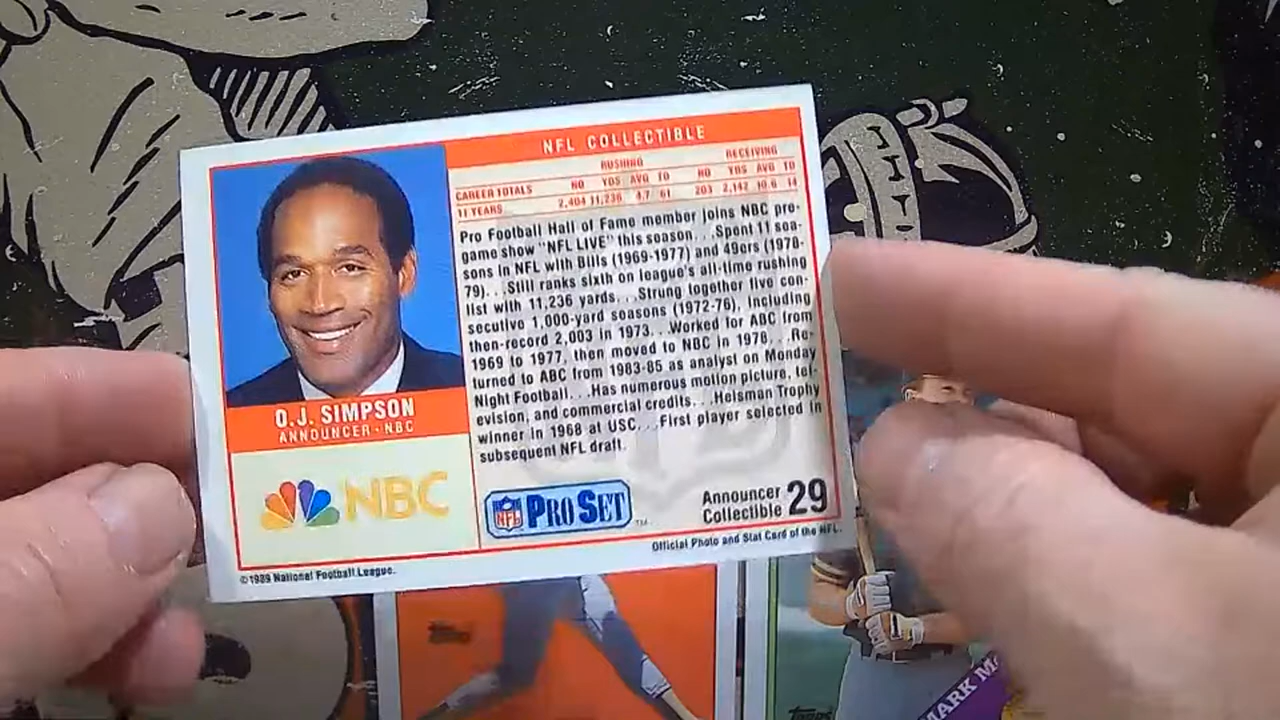 NFL COLLECTIBLE
RUSHING RECEIVING
CAREER TOTALS NO YDS AVG TD NO YDS AVG TD
11 YEARS 2,404 11,236 4.7 61 203 2,142 10.6 14
Pro Football Hall of Fame member joins NBC pre-
game show "NFL LIVE" this season. . .Spent 11 sea-
sons in NFL with Bills (1969-1977) and 49ers (1978-
79). . .Still ranks sixth on league's all-time rushing
list with 11,236 yards. . .Strung together five con-
secutive 1,000-yard seasons (1972-76), including
then-record 2,003 in 1973. . .Worked for ABC from
1969 to 1977, then moved to NBC in 1978. . .Re-
turned to ABC from 1983-85 as analyst on Monday
Night Football. . .Has numerous motion picture, tel-
evision, and commercial credits. . .Heisman Trophy
winner in 1968 at USC. . .First player selected in
subsequent NFL draft.
O.J. SIMPSON
ANNOUNCER - NBC
NBC
NFL PRO SET TM
Announcer
Collectible 29
Official Photo and Stat Card of the NFL.
© 1989 National Football League.
Topps
Topps
MARK